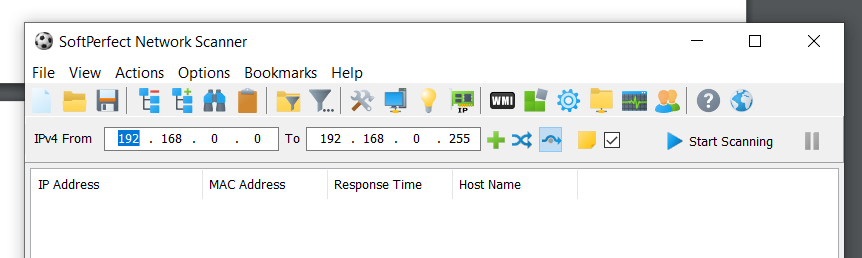 SoftPerfect Network Scanner
File View Actions Options Bookmarks Help
IP WMI
IPv4 From 192 . 168 . 0 . 0 To 192 . 168 . 0 . 255 Start Scanning
IP Address MAC Address Response Time Host Name